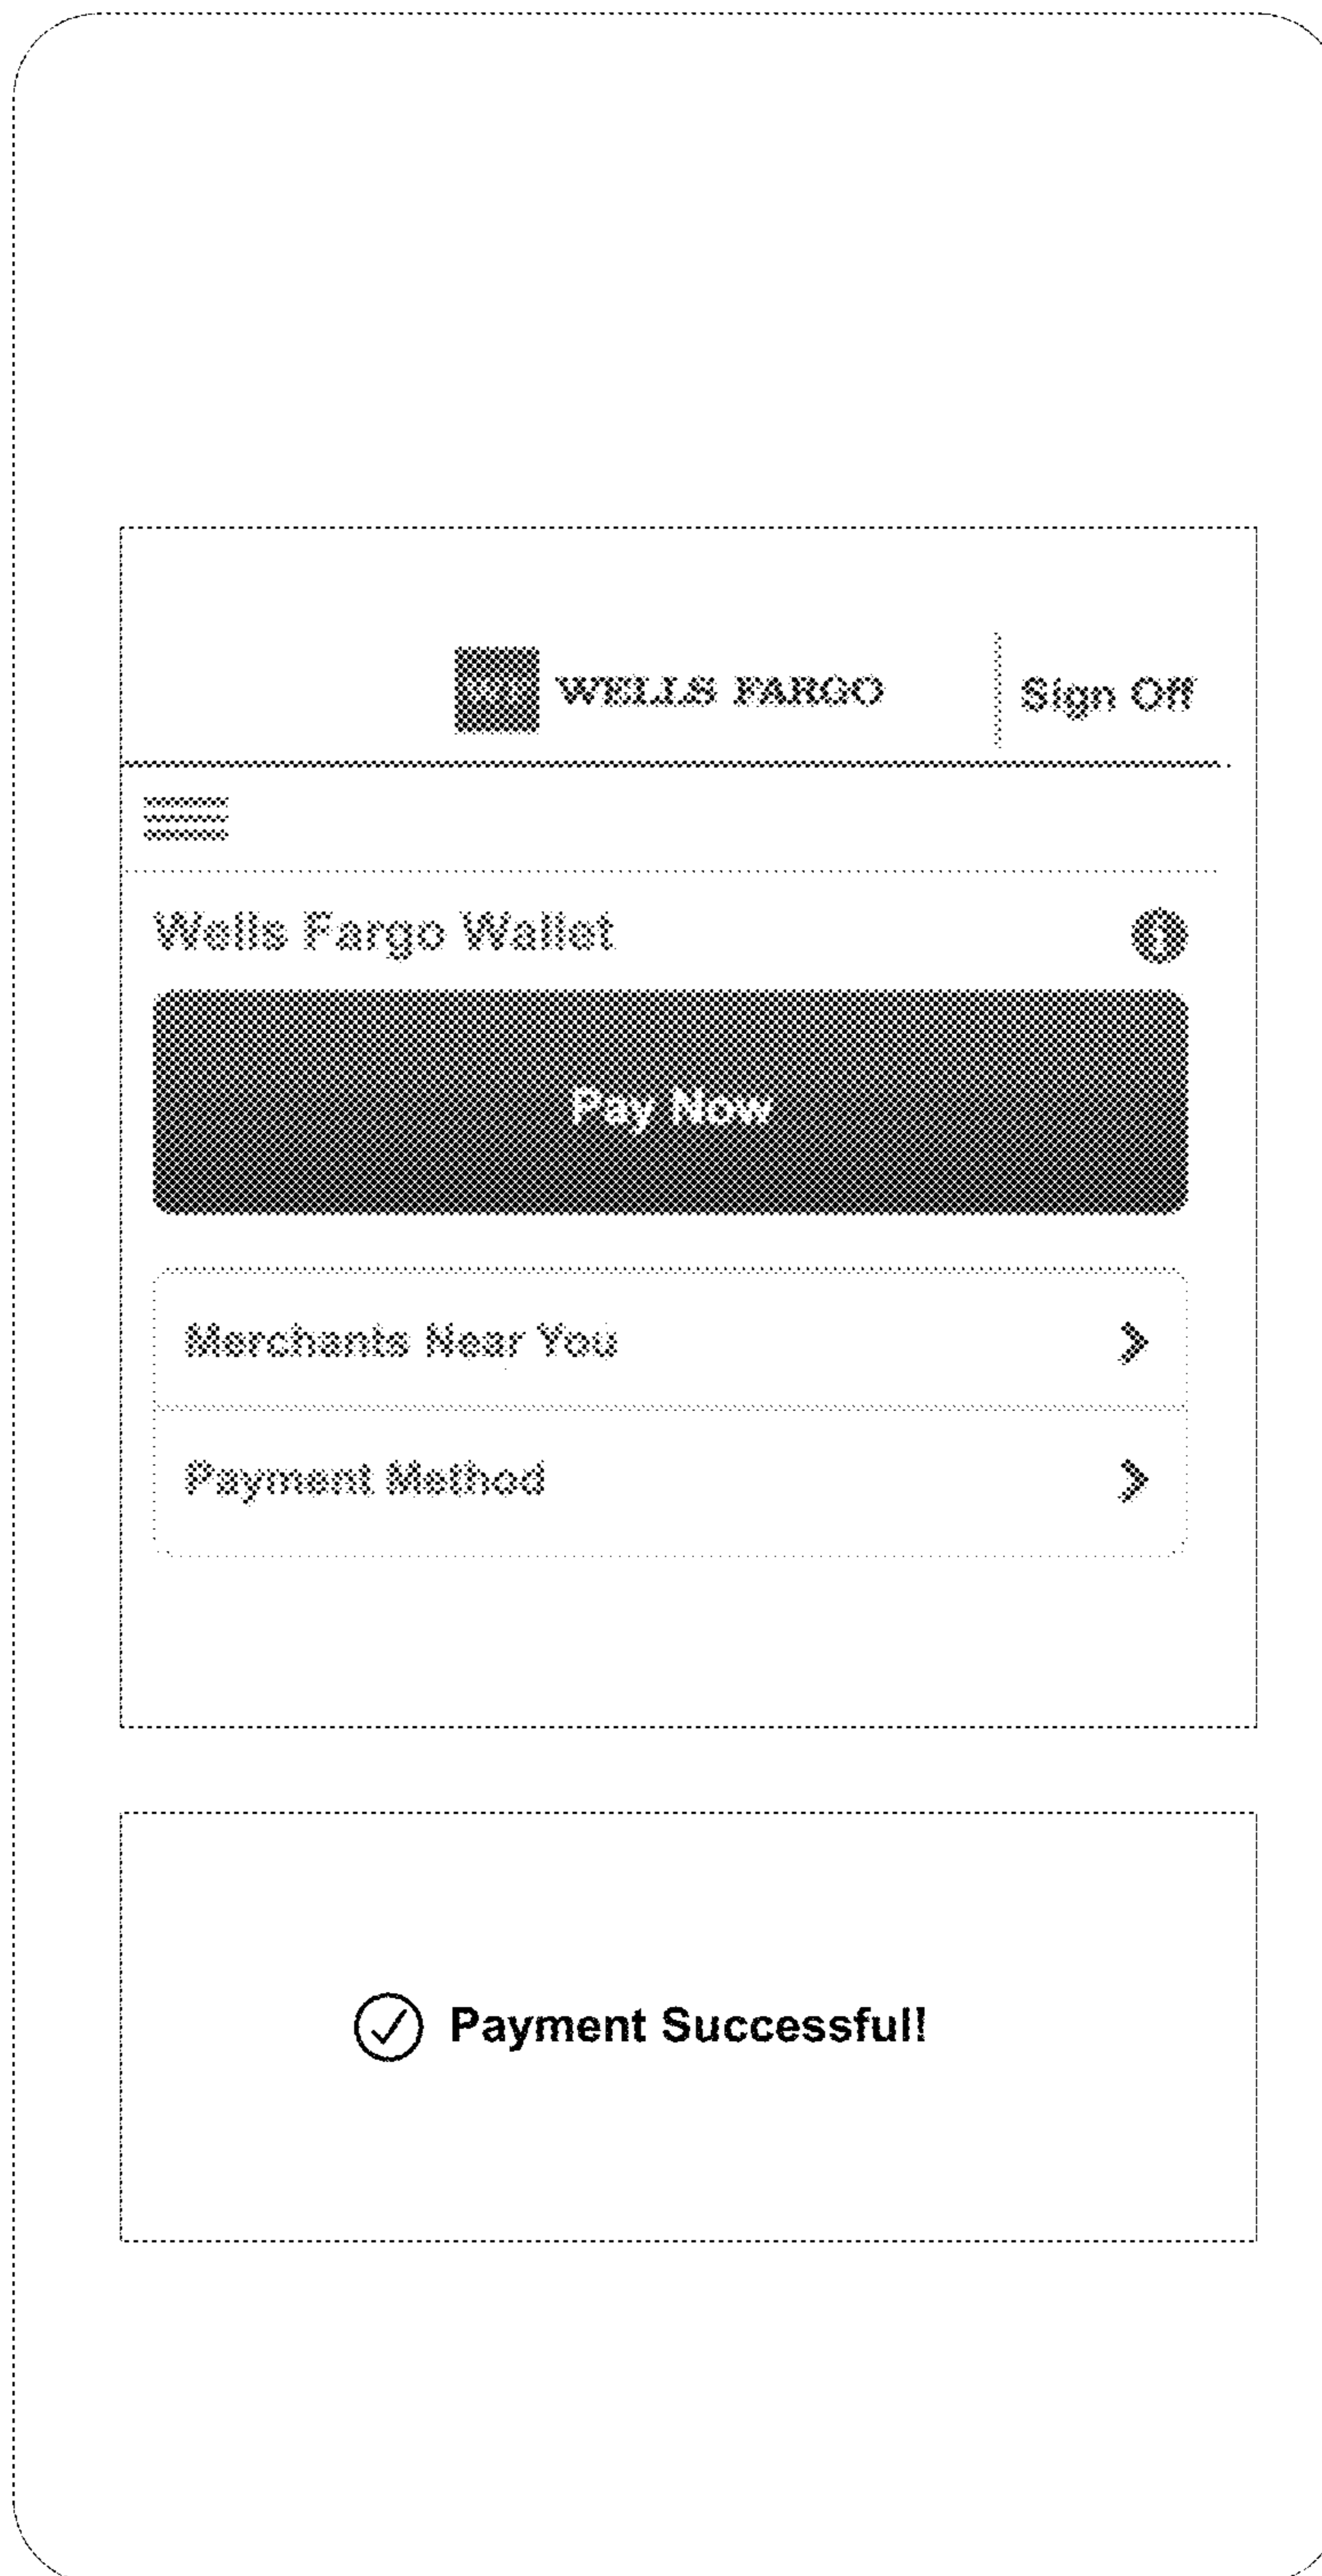 WELLS FARGO
Sign Off
Wells Fargo Wallet
Pay Now
Merchants Near You
Payment Method
Payment Successful!